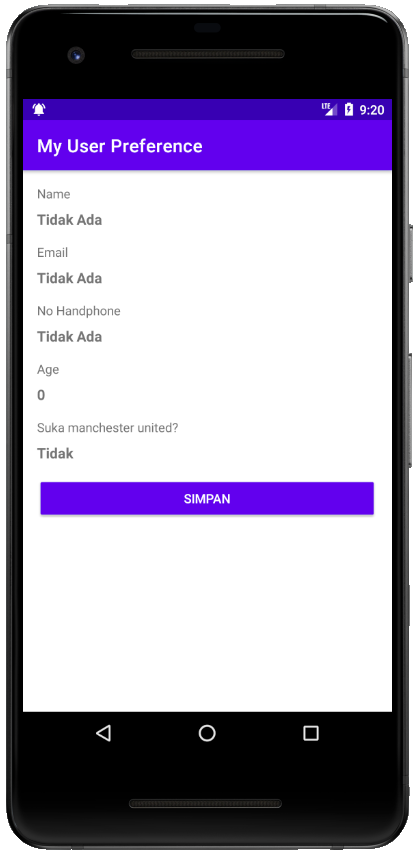 LTE 9:20
My User Preference
Name
Tidak Ada
Email
Tidak Ada
No Handphone
Tidak Ada
Age
0
Suka manchester united?
Tidak
SIMPAN